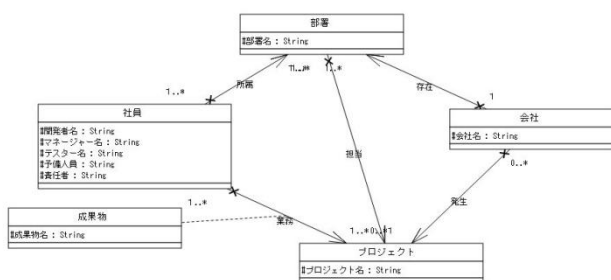 部署
#部署名 : String
1..*
所属
1..*
存在
1
1..*
社員
#開発者名 : String
#マネージャー名 : String
#テスター名 : String
#予備人員 : String
#責任者 : String
会社
#会社名 : String
担当
0..*
1..*
成果物
#成果物名 : String
業務
発生
1..*0..*1
プロジェクト
#プロジェクト名 : String